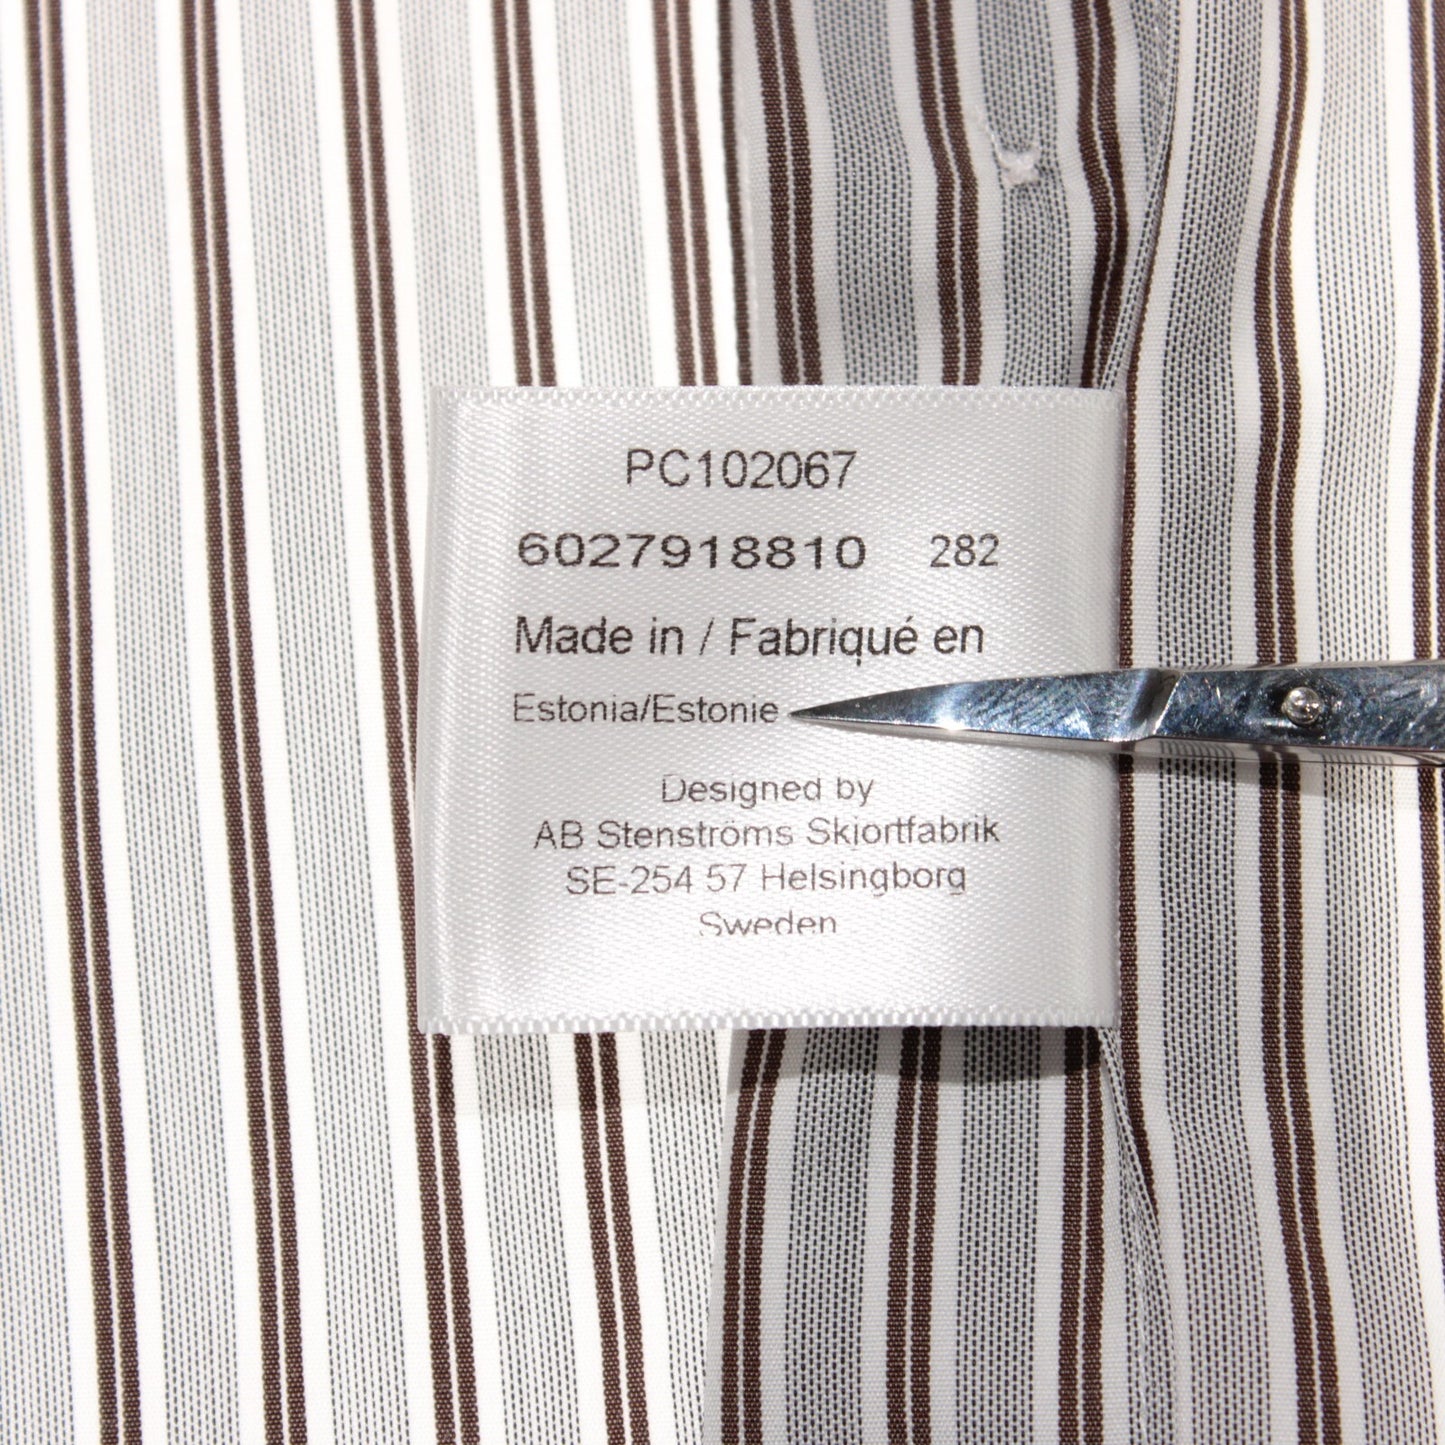 PC102067
6027918810 282
Made in / Fabriqué en
Estonia/Estonie
Designed by
AB Stenströms Skjortfabrik
SE-254 57 Helsingborg
Sweden